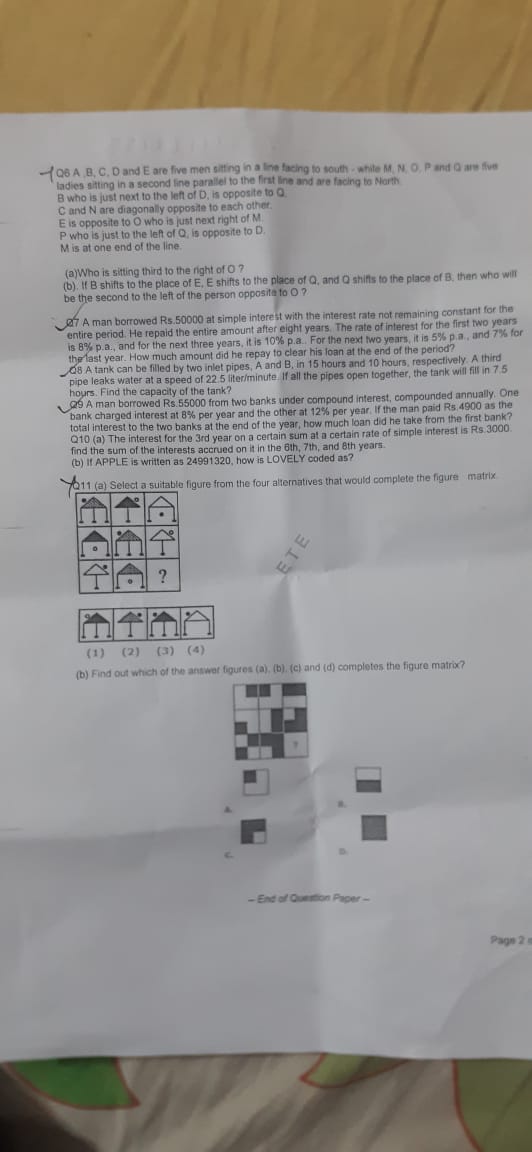 Q6 A ,B, C, D and E are five men sitting in a line facing to south - while M, N, O, P and Q are five
ladies sitting in a second line parallel to the first line and are facing to North.
B who is just next to the left of D, is opposite to Q.
C and N are diagonally opposite to each other.
E is opposite to O who is just next right of M.
P who is just to the left of Q, is opposite to D.
M is at one end of the line.
(a)Who is sitting third to the right of O ?
(b). If B shifts to the place of E, E shifts to the place of Q, and Q shifts to the place of B, then who will
be the second to the left of the person opposite to O ?
Q7 A man borrowed Rs.50000 at simple interest with the interest rate not remaining constant for the
entire period. He repaid the entire amount after eight years. The rate of interest for the first two years
is 8% p.a., and for the next three years, it is 10% p.a.. For the next two years, it is 5% p.a., and 7% for
the last year. How much amount did he repay to clear his loan at the end of the period?
Q8 A tank can be filled by two inlet pipes, A and B, in 15 hours and 10 hours, respectively. A third
pipe leaks water at a speed of 22.5 liter/minute. If all the pipes open together, the tank will fill in 7.5
hours. Find the capacity of the tank?
Q9 A man borrowed Rs.55000 from two banks under compound interest, compounded annually. One
bank charged interest at 8% per year and the other at 12% per year. If the man paid Rs.4900 as the
total interest to the two banks at the end of the year, how much loan did he take from the first bank?
Q10 (a) The interest for the 3rd year on a certain sum at a certain rate of simple interest is Rs.3000.
find the sum of the interests accrued on it in the 6th, 7th, and 8th years.
(b) If APPLE is written as 24991320, how is LOVELY coded as?
Q11 (a) Select a suitable figure from the four alternatives that would complete the figure matrix.
?
ETE
(1) (2) (3) (4)
(b) Find out which of the answer figures (a), (b), (c) and (d) completes the figure matrix?
?
A. B.
C. D.
-- End of Question Paper --
Page 2